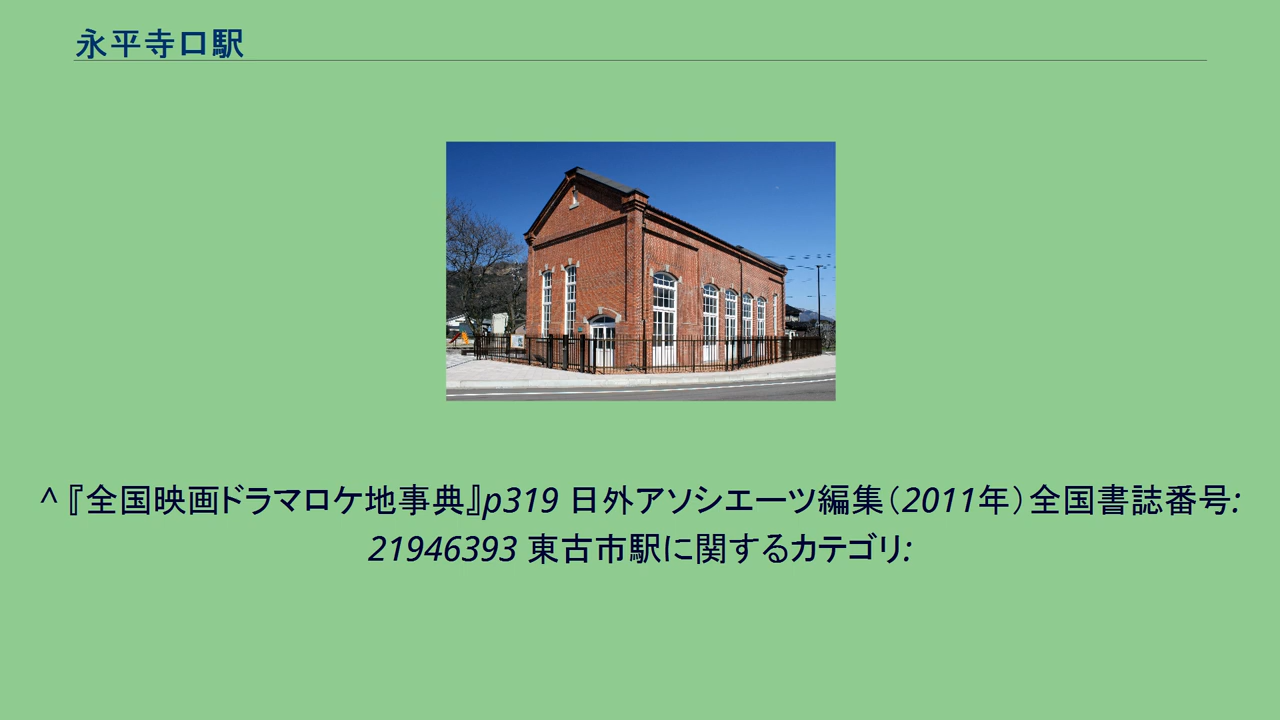 永平寺口駅
^ 『全国映画ドラマロケ地事典』p319 日外アソシエーツ編集（2011年）全国書誌番号:
21946393 東古市駅に関するカテゴリ: